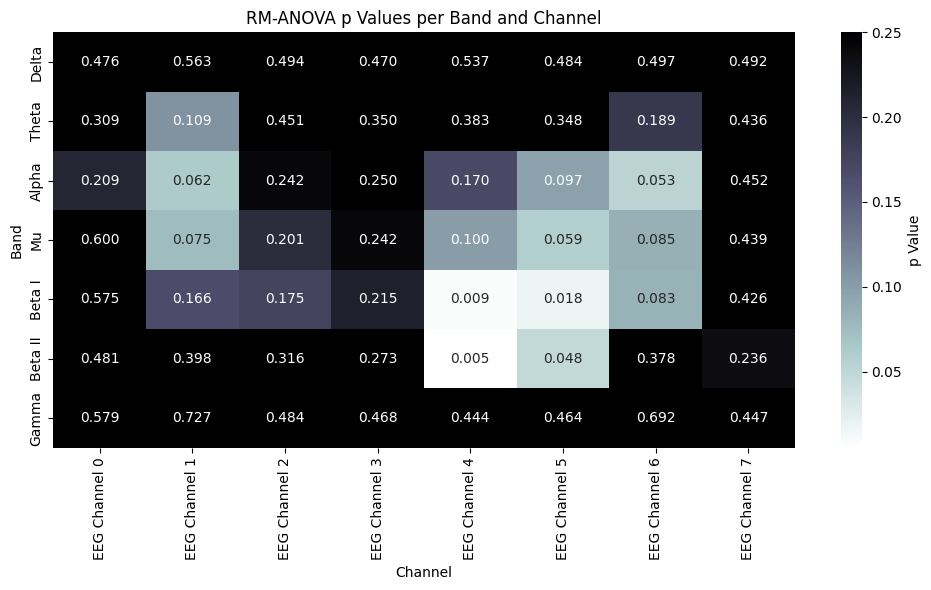 RM-ANOVA p Values per Band and Channel
Delta 0.476 0.563 0.494 0.470 0.537 0.484 0.497 0.492
Theta 0.309 0.109 0.451 0.350 0.383 0.348 0.189 0.436
Alpha 0.209 0.062 0.242 0.250 0.170 0.097 0.053 0.452
Mu 0.600 0.075 0.201 0.242 0.100 0.059 0.085 0.439
Beta I 0.575 0.166 0.175 0.215 0.009 0.018 0.083 0.426
Beta II 0.481 0.398 0.316 0.273 0.005 0.048 0.378 0.236
Gamma 0.579 0.727 0.484 0.468 0.444 0.464 0.692 0.447
Band
EEG Channel 0
EEG Channel 1
EEG Channel 2
EEG Channel 3
EEG Channel 4
EEG Channel 5
EEG Channel 6
EEG Channel 7
Channel
0.25
0.20
0.15
0.10
0.05
p Value